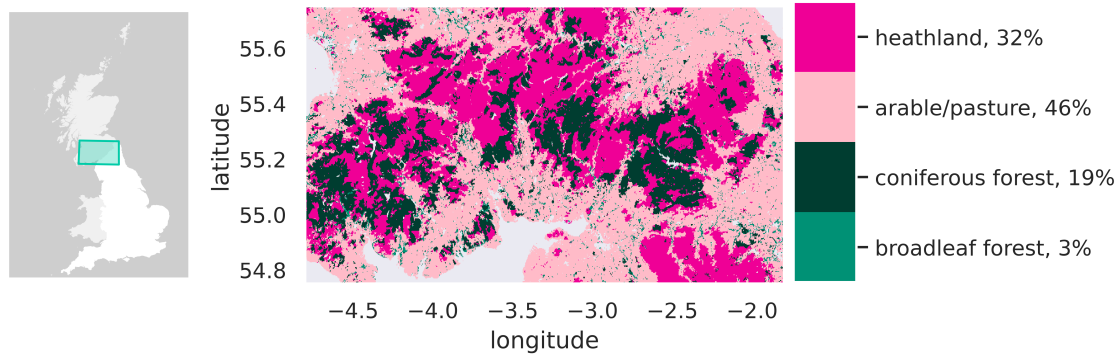 latitude
55.6
55.4
55.2
55.0
54.8
−4.5 −4.0 −3.5 −3.0 −2.5 −2.0
longitude
heathland, 32%
arable/pasture, 46%
coniferous forest, 19%
broadleaf forest, 3%